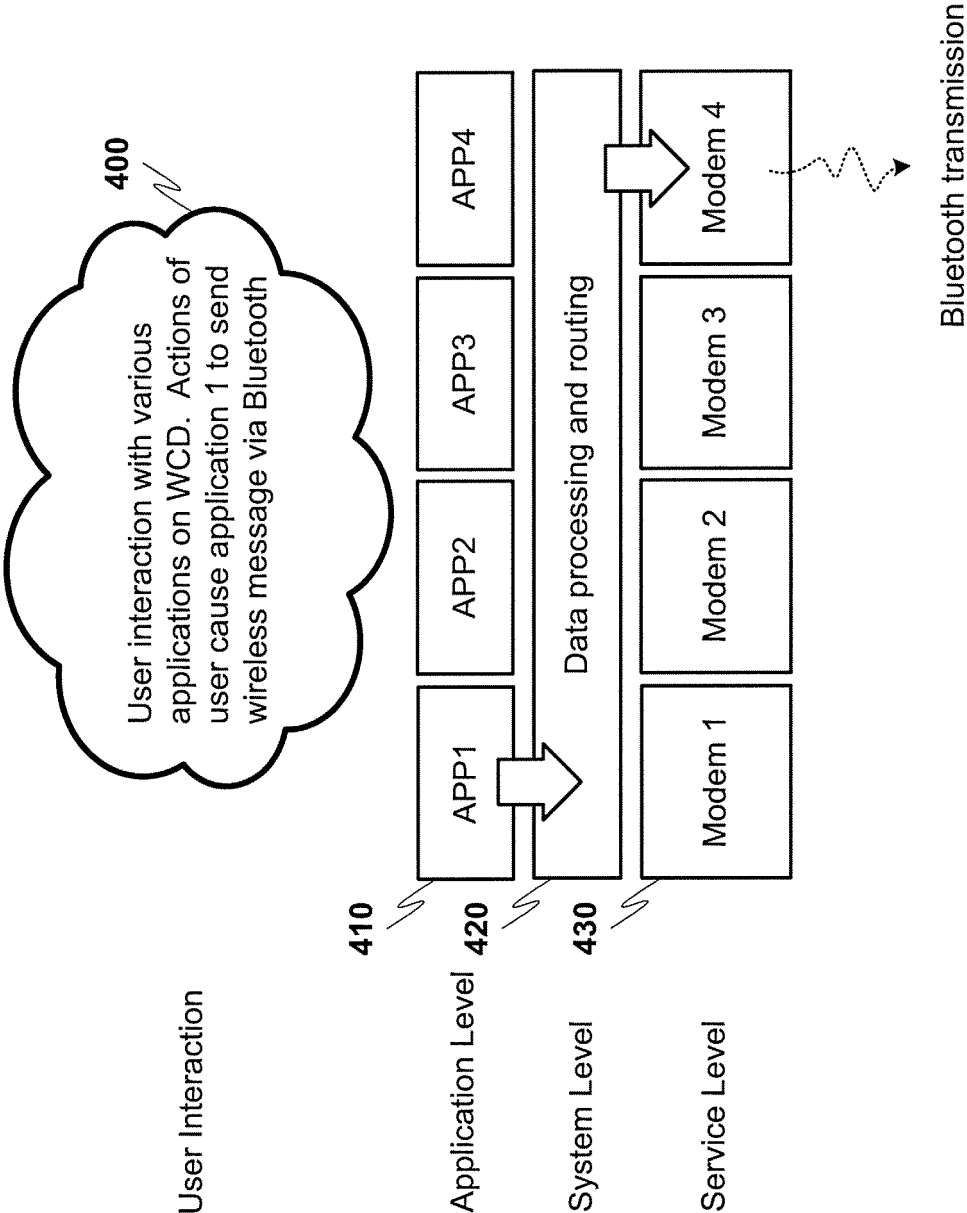 400
User Interaction
User interaction with various
applications on WCD. Actions of
user cause application 1 to send
wireless message via Bluetooth
410
Application Level
APP1
APP2
APP3
APP4
420
System Level
Data processing and routing
430
Service Level
Modem 1
Modem 2
Modem 3
Modem 4
Bluetooth transmission